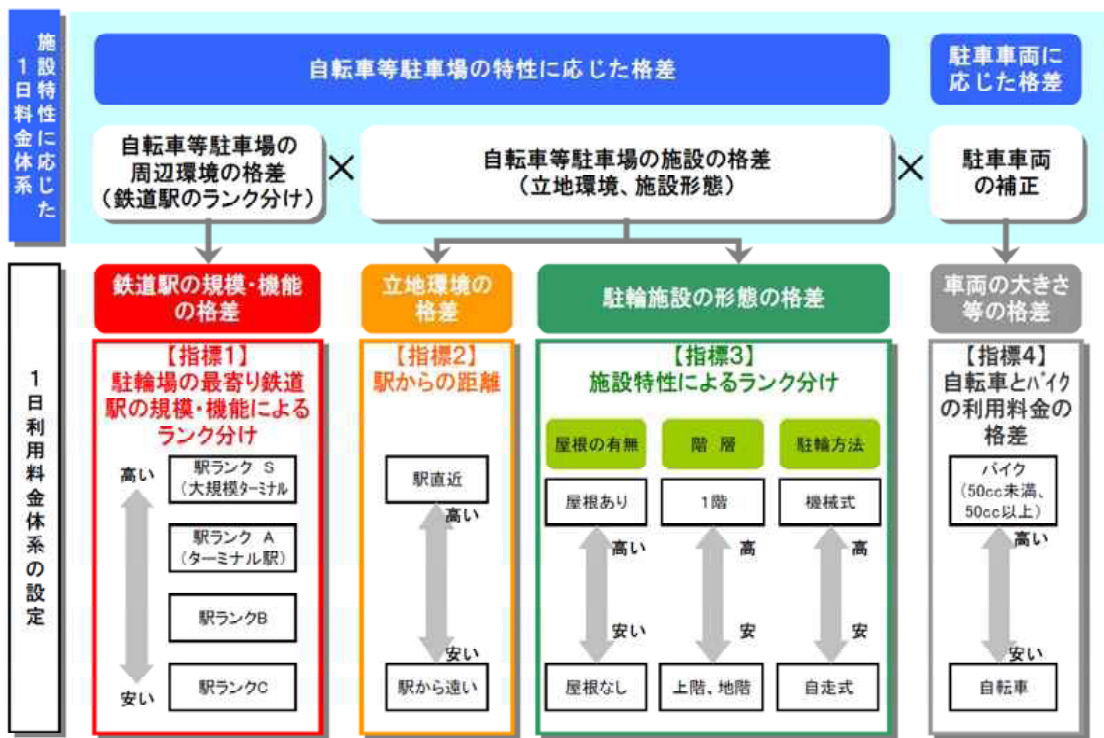 施設特性に応じた
1日料金体系
自転車等駐車場の特性に応じた格差
駐車車両に
応じた格差
自転車等駐車場の
周辺環境の格差
(鉄道駅のランク分け)
×
自転車等駐車場の施設の格差
(立地環境、施設形態)
×
駐車車両
の補正
1日利用料金体系の設定
鉄道駅の規模・機能
の格差
【指標1】
駐輪場の最寄り鉄道
駅の規模・機能による
ランク分け
高い
安い
駅ランク S
(大規模ターミナル
駅ランク A
(ターミナル駅)
駅ランクB
駅ランクC
立地環境の
格差
【指標2】
駅からの距離
駅直近
高い
安い
駅から遠い
駐輪施設の形態の格差
【指標3】
施設特性によるランク分け
屋根の有無
屋根あり
高い
安い
屋根なし
階 層
1階
高
安
上階、地階
駐輪方法
機械式
高
安
自走式
車両の大きさ
等の格差
【指標4】
自転車とバイク
の利用料金の
格差
バイク
(50cc未満、
50cc以上)
高い
安い
自転車